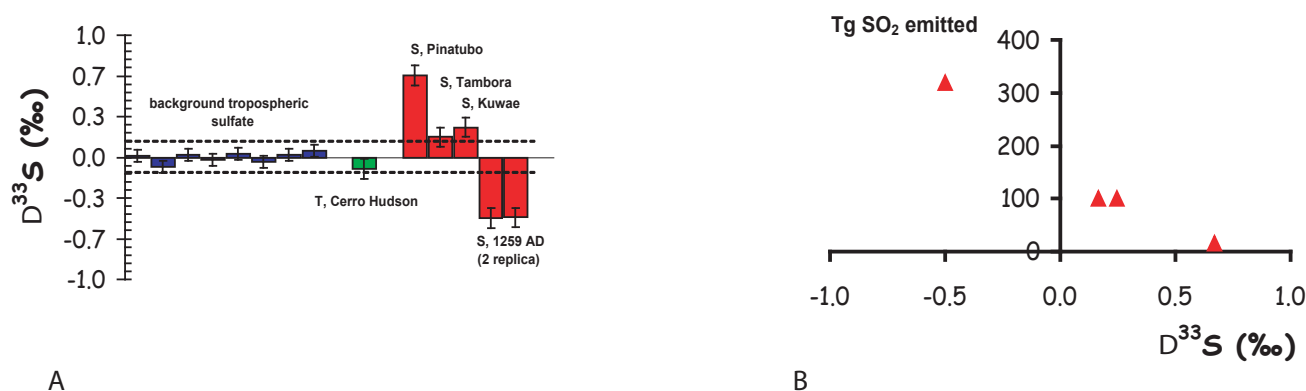 1.0
0.7
0.3
0.0
-0.3
-0.7
-1.0
D³³S (‰)
background tropospheric
sulfate
T, Cerro Hudson
S, Pinatubo
S, Tambora
S, Kuwae
S, 1259 AD
(2 replica)
A
Tg SO₂ emitted
400
300
200
100
0
-1.0 -0.5 0.0 0.5 1.0
D³³S (‰)
B